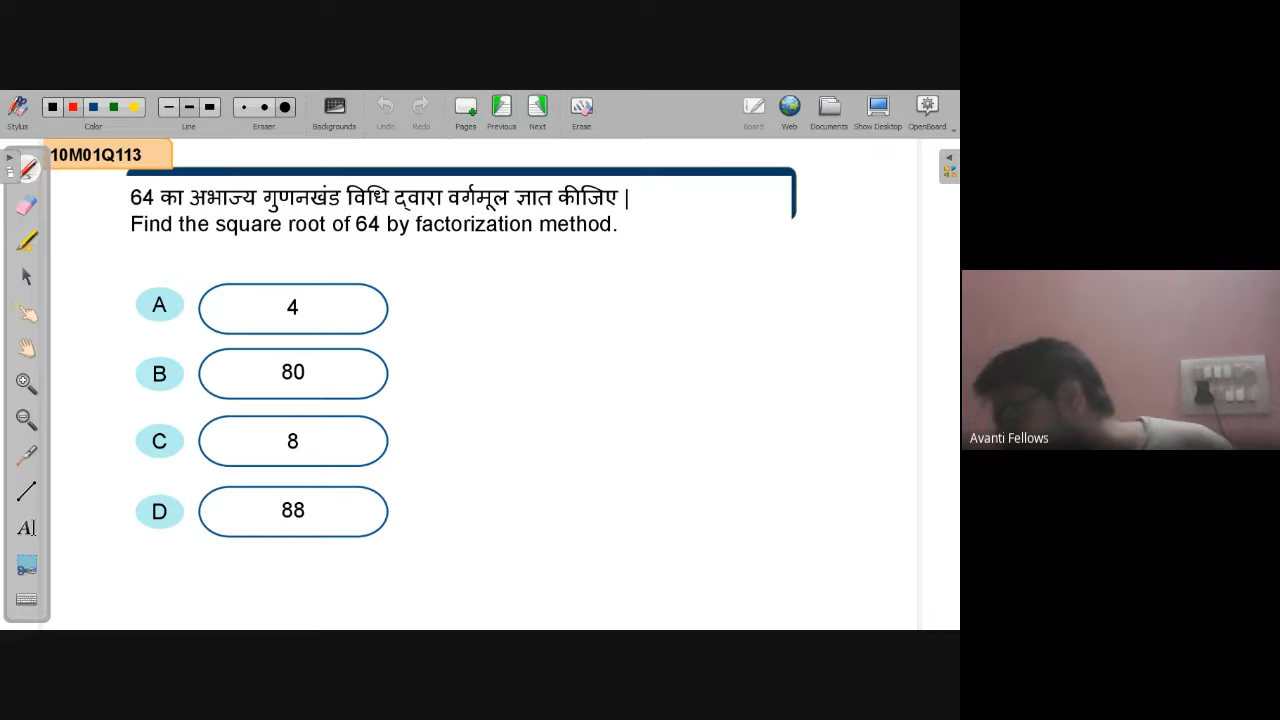 Stylus
Color
Line
Eraser
Backgrounds
Undo
Redo
Pages
Previous
Next
Erase
Board
Web
Documents
Show Desktop
OpenBoard
10M01Q113
64 का अभाज्य गुणनखंड विधि द्वारा वर्गमूल ज्ञात कीजिए |
Find the square root of 64 by factorization method.
A 4
B 80
C 8
D 88
Avanti Fellows